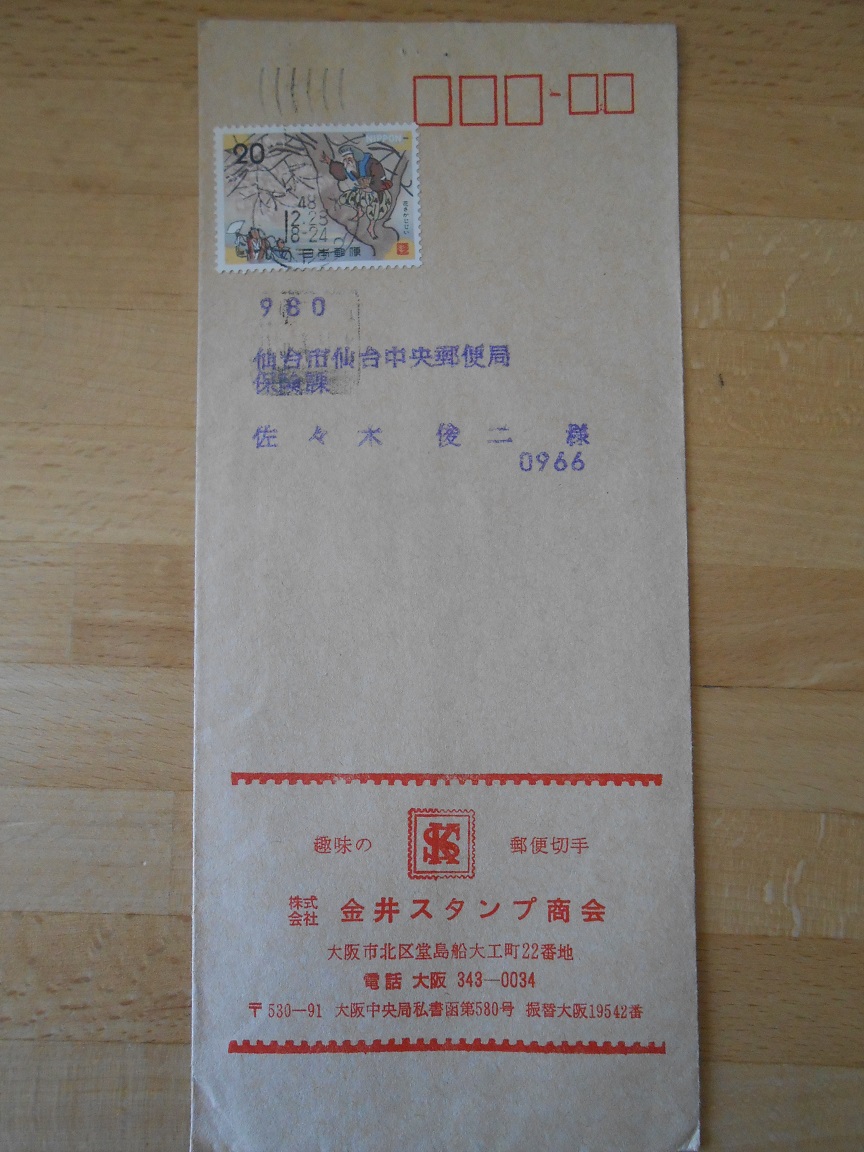 NIPPON
20
48
12.28
8-24
日本郵便
980
仙台市仙台中央郵便局
保険課
佐々木 俊二 様
0966
趣味の SK 郵便切手
株式会社 金井スタンプ商会
大阪市北区堂島船大工町22番地
電話 大阪 343—0034
〒530—91 大阪中央局私書函第580号 振替大阪19542番